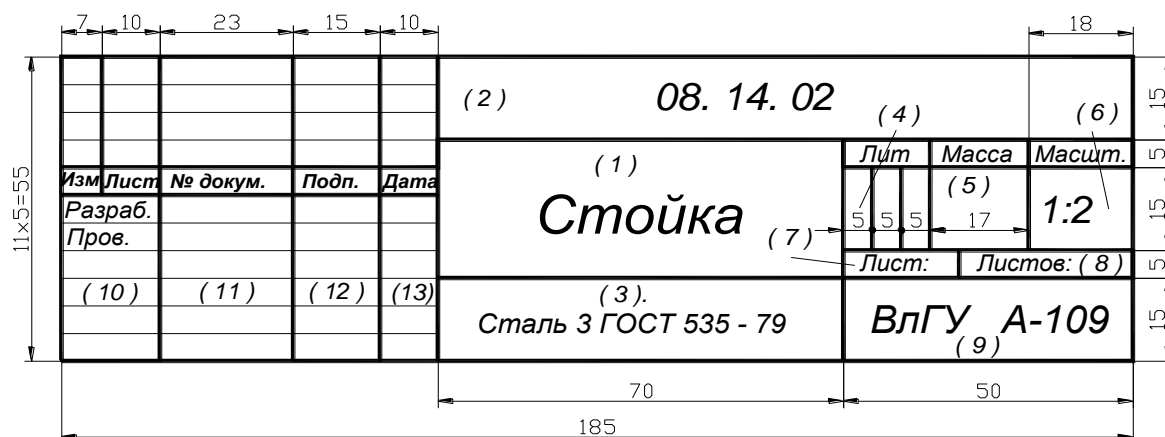 7 10 23 15 10 18
(2) 08. 14. 02
(4) (6)
15
(1) Лит Масса Масшт. 5
Изм Лист № докум. Подп. Дата
(5)
11×5=55
Разраб.
Стойка 5 5 5 17 1:2 15
Пров. (7)
Лист: Листов: (8) 5
(10) (11) (12) (13) (3).
Сталь 3 ГОСТ 535 - 79 ВлГУ А-109 15
(9)
70 50
185